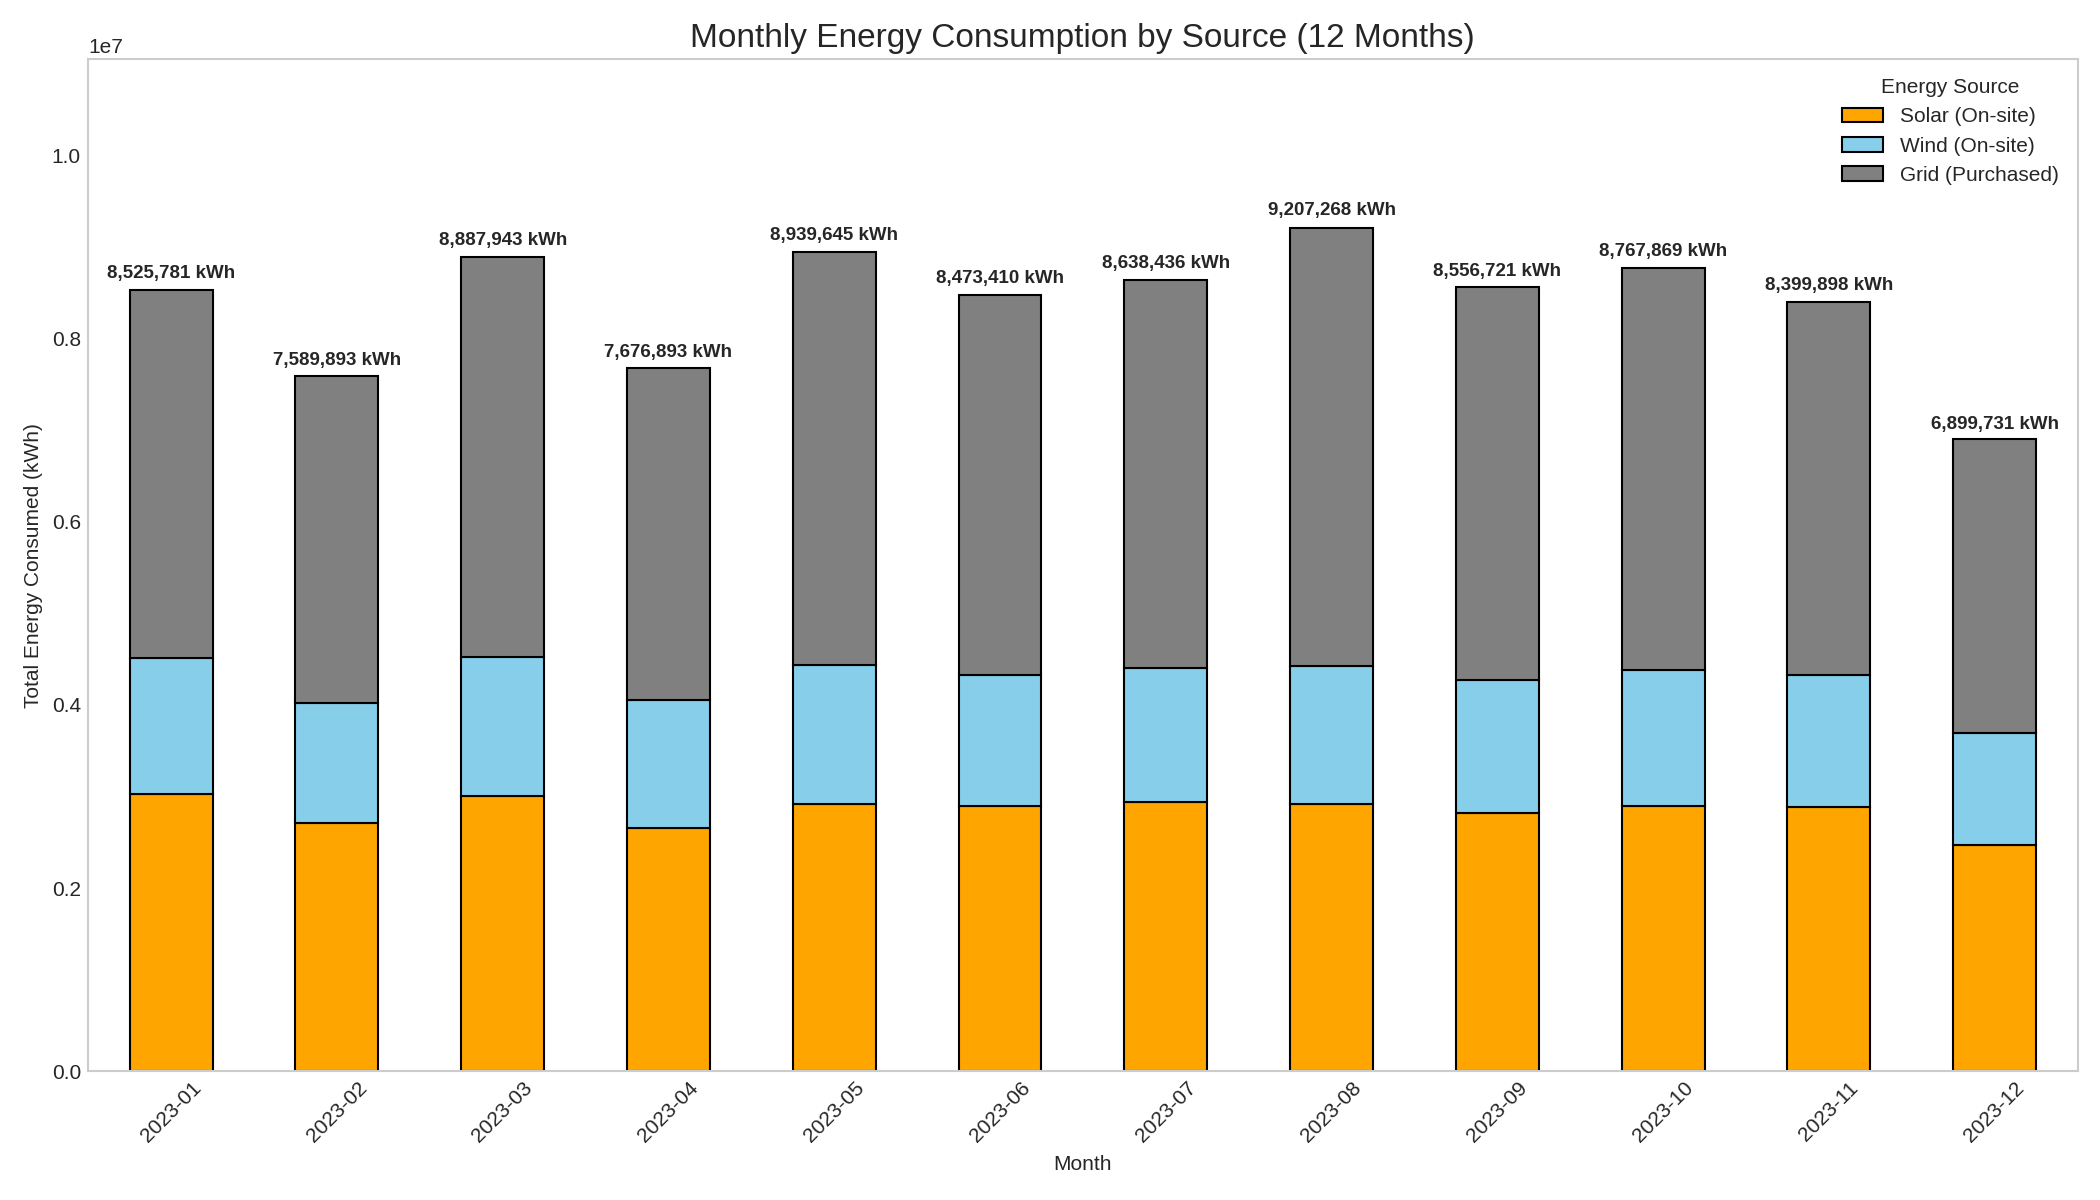 Monthly Energy Consumption by Source (12 Months)
1e7
Energy Source
Solar (On-site)
Wind (On-site)
Grid (Purchased)
1.0
0.8
0.6
0.4
0.2
0.0
Total Energy Consumed (kWh)
8,525,781 kWh
7,589,893 kWh
8,887,943 kWh
7,676,893 kWh
8,939,645 kWh
8,473,410 kWh
8,638,436 kWh
9,207,268 kWh
8,556,721 kWh
8,767,869 kWh
8,399,898 kWh
6,899,731 kWh
2023-01
2023-02
2023-03
2023-04
2023-05
2023-06
2023-07
2023-08
2023-09
2023-10
2023-11
2023-12
Month